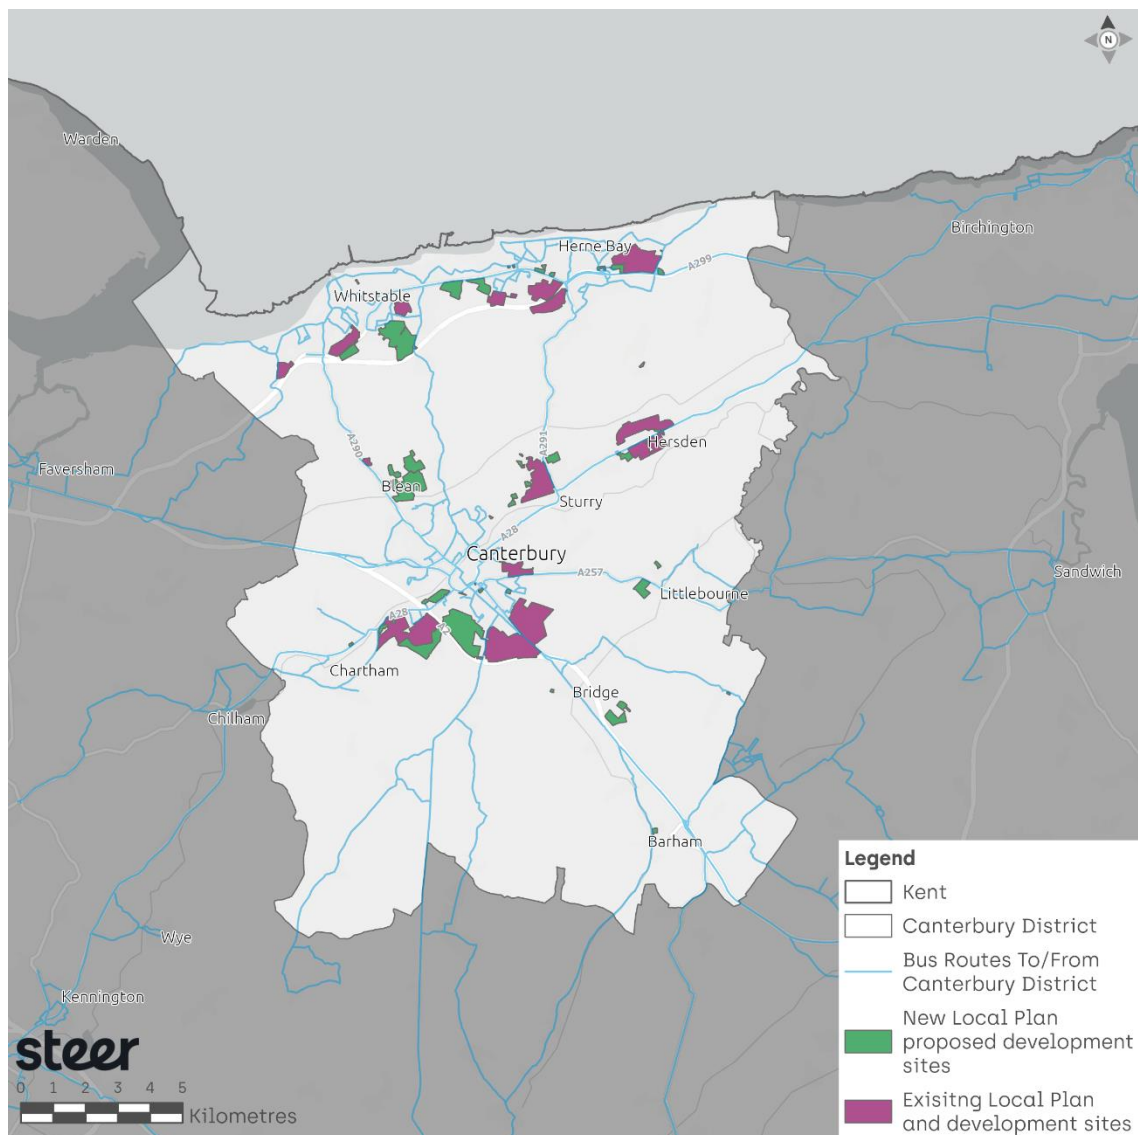 N
Warden
Birchington
Herne Bay
A299
Whitstable
A290
A291
Hersden
Faversham
Blean
Sturry
A28
Canterbury
A257
Sandwich
Littlebourne
A28
A2
Chartham
Bridge
Chilham
Barham
Wye
Kennington
steer
0 1 2 3 4 5
Kilometres
Legend
Kent
Canterbury District
Bus Routes To/From
Canterbury District
New Local Plan
proposed development
sites
Exisitng Local Plan
and development sites